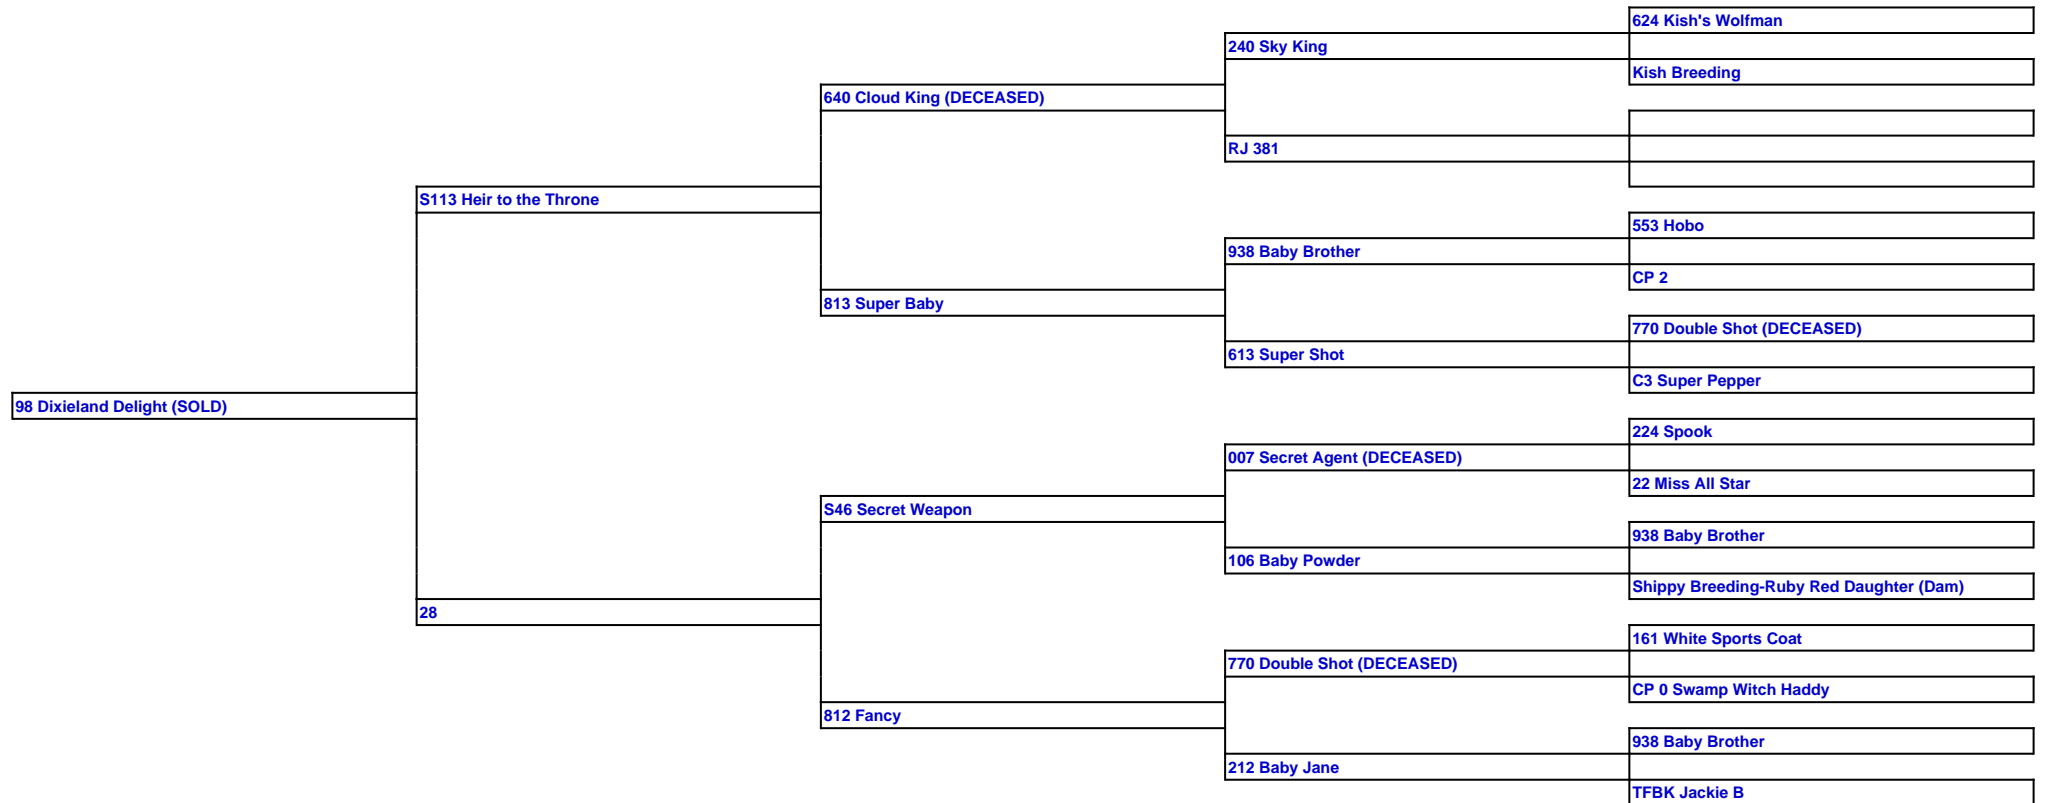 624 Kish's Wolfman
240 Sky King
Kish Breeding
640 Cloud King (DECEASED)
RJ 381
S113 Heir to the Throne
553 Hobo
938 Baby Brother
CP 2
813 Super Baby
770 Double Shot (DECEASED)
613 Super Shot
C3 Super Pepper
98 Dixieland Delight (SOLD)
224 Spook
007 Secret Agent (DECEASED)
22 Miss All Star
S46 Secret Weapon
938 Baby Brother
106 Baby Powder
Shippy Breeding-Ruby Red Daughter (Dam)
28
161 White Sports Coat
770 Double Shot (DECEASED)
CP 0 Swamp Witch Haddy
812 Fancy
938 Baby Brother
212 Baby Jane
TFBK Jackie B